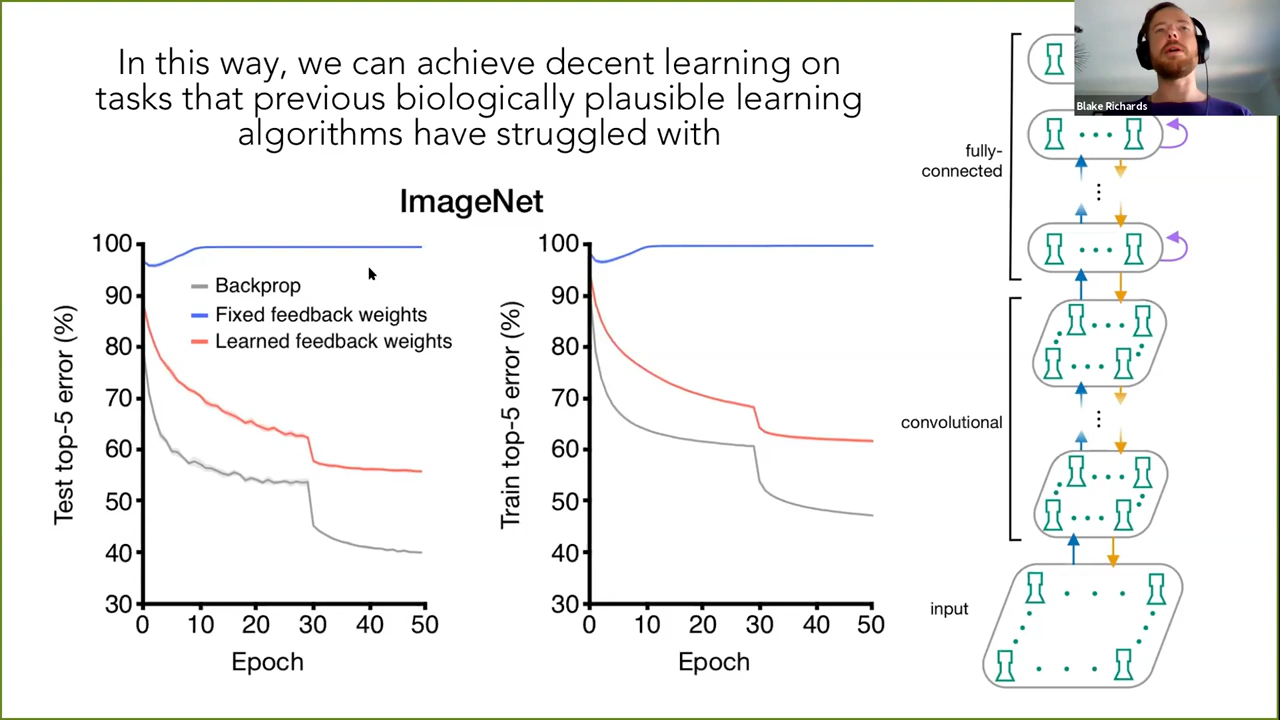 In this way, we can achieve decent learning on
tasks that previous biologically plausible learning
algorithms have struggled with
Blake Richards
ImageNet
Test top-5 error (%)
100
90
80
70
60
50
40
30
0 10 20 30 40 50
Epoch
Backprop
Fixed feedback weights
Learned feedback weights
Train top-5 error (%)
100
90
80
70
60
50
40
30
0 10 20 30 40 50
Epoch
fully-
connected
convolutional
input